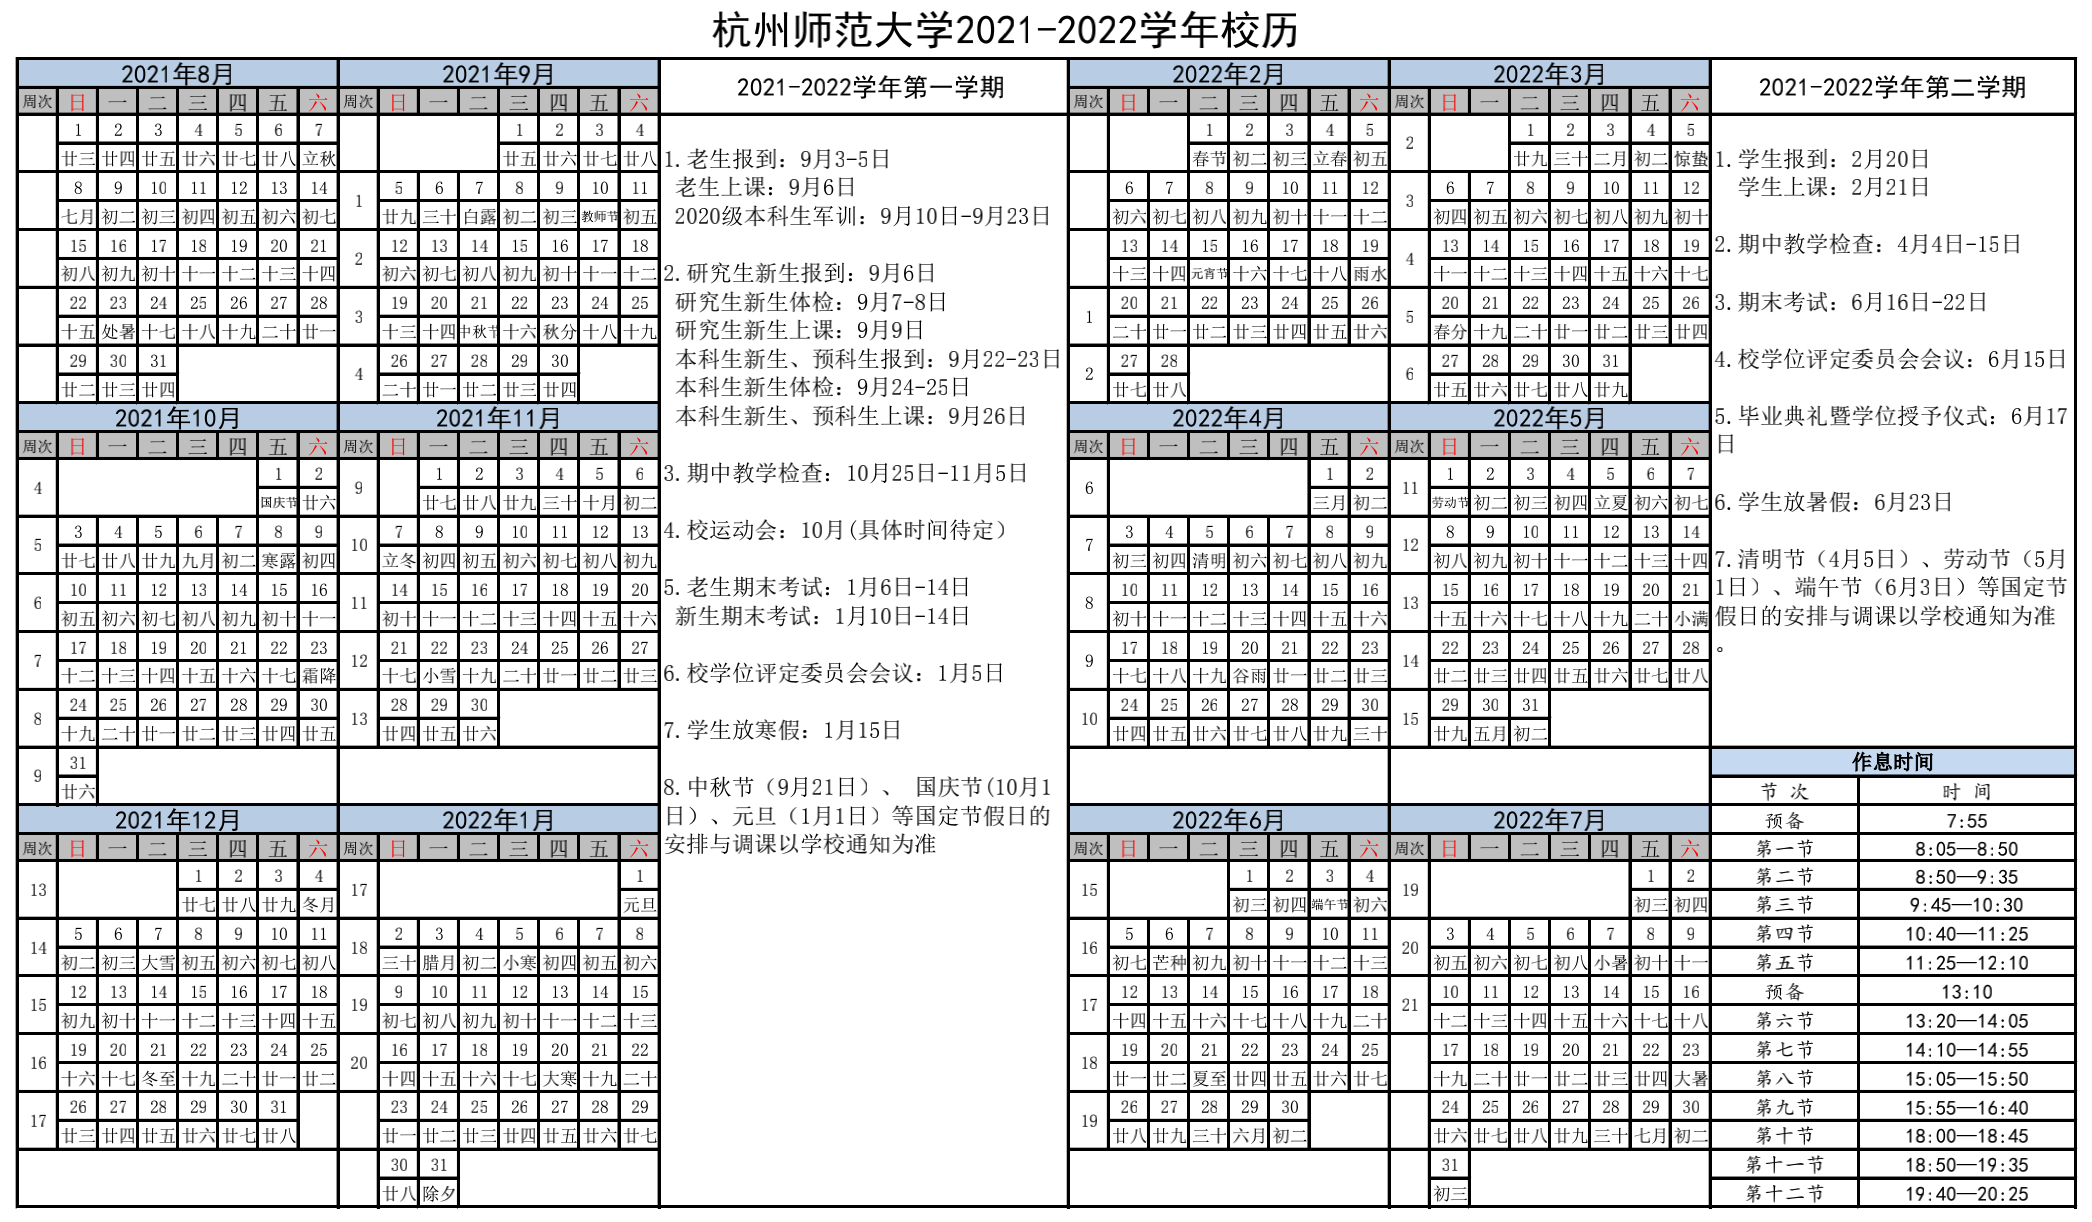 杭州师范大学2021-2022学年校历
2021年8月
周次 日 一 二 三 四 五 六
1 2 3 4 5 6 7
廿三 廿四 廿五 廿六 廿七 廿八 立秋
8 9 10 11 12 13 14
七月 初二 初三 初四 初五 初六 初七
15 16 17 18 19 20 21
初八 初九 初十 十一 十二 十三 十四
22 23 24 25 26 27 28
十五 处暑 十七 十八 十九 二十 廿一
29 30 31
廿二 廿三 廿四
2021年9月
周次 日 一 二 三 四 五 六
1 2 3 4
廿五 廿六 廿七 廿八
1 5 6 7 8 9 10 11
廿九 三十 白露 初二 初三 教师节 初五
2 12 13 14 15 16 17 18
初六 初七 初八 初九 初十 十一 十二
3 19 20 21 22 23 24 25
十三 十四 中秋节 十六 秋分 十八 十九
4 26 27 28 29 30
二十 廿一 廿二 廿三 廿四
2021年10月
周次 日 一 二 三 四 五 六
4 1 2
国庆节 廿六
5 3 4 5 6 7 8 9
廿七 廿八 廿九 九月 初二 寒露 初四
6 10 11 12 13 14 15 16
初五 初六 初七 初八 初九 初十 十一
7 17 18 19 20 21 22 23
十二 十三 十四 十五 十六 十七 霜降
8 24 25 26 27 28 29 30
十九 二十 廿一 廿二 廿三 廿四 廿五
9 31
廿六
2021年11月
周次 日 一 二 三 四 五 六
9 1 2 3 4 5 6
廿七 廿八 廿九 三十 十月 初二
10 7 8 9 10 11 12 13
立冬 初四 初五 初六 初七 初八 初九
11 14 15 16 17 18 19 20
初十 十一 十二 十三 十四 十五 十六
12 21 22 23 24 25 26 27
十七 小雪 十九 二十 廿一 廿二 廿三
13 28 29 30
廿四 廿五 廿六
2021年12月
周次 日 一 二 三 四 五 六
13 1 2 3 4
廿七 廿八 廿九 冬月
14 5 6 7 8 9 10 11
初二 初三 大雪 初五 初六 初七 初八
15 12 13 14 15 16 17 18
初九 初十 十一 十二 十三 十四 十五
16 19 20 21 22 23 24 25
十六 十七 冬至 十九 二十 廿一 廿二
17 26 27 28 29 30 31
廿三 廿四 廿五 廿六 廿七 廿八
2022年1月
周次 日 一 二 三 四 五 六
17 1
元旦
18 2 3 4 5 6 7 8
三十 腊月 初二 小寒 初四 初五 初六
19 9 10 11 12 13 14 15
初七 初八 初九 初十 十一 十二 十三
20 16 17 18 19 20 21 22
十四 十五 十六 十七 大寒 十九 二十
23 24 25 26 27 28 29
廿一 廿二 廿三 廿四 廿五 廿六 廿七
30 31
廿八 除夕
2021-2022学年第一学期
1.老生报到：9月3-5日
老生上课：9月6日
2020级本科生军训：9月10日-9月23日
2.研究生新生报到：9月6日
研究生新生体检：9月7-8日
研究生新生上课：9月9日
本科生新生、预科生报到：9月22-23日
本科生新生体检：9月24-25日
本科生新生、预科生上课：9月26日
3.期中教学检查：10月25日-11月5日
4.校运动会：10月(具体时间待定）
5.老生期末考试：1月6日-14日
新生期末考试：1月10日-14日
6.校学位评定委员会会议：1月5日
7.学生放寒假：1月15日
8.中秋节（9月21日）、 国庆节(10月1
日）、元旦（1月1日）等国定节假日的
安排与调课以学校通知为准
2022年2月
周次 日 一 二 三 四 五 六
1 2 3 4 5
春节 初二 初三 立春 初五
6 7 8 9 10 11 12
初六 初七 初八 初九 初十 十一 十二
13 14 15 16 17 18 19
十三 十四 元宵节 十六 十七 十八 雨水
1 20 21 22 23 24 25 26
二十 廿一 廿二 廿三 廿四 廿五 廿六
2 27 28
廿七 廿八
2022年3月
周次 日 一 二 三 四 五 六
2 1 2 3 4 5
廿九 三十 二月 初二 惊蛰
3 6 7 8 9 10 11 12
初四 初五 初六 初七 初八 初九 初十
4 13 14 15 16 17 18 19
十一 十二 十三 十四 十五 十六 十七
5 20 21 22 23 24 25 26
春分 十九 二十 廿一 廿二 廿三 廿四
6 27 28 29 30 31
廿五 廿六 廿七 廿八 廿九
2022年4月
周次 日 一 二 三 四 五 六
6 1 2
三月 初二
7 3 4 5 6 7 8 9
初三 初四 清明 初六 初七 初八 初九
8 10 11 12 13 14 15 16
初十 十一 十二 十三 十四 十五 十六
9 17 18 19 20 21 22 23
十七 十八 十九 谷雨 廿一 廿二 廿三
10 24 25 26 27 28 29 30
廿四 廿五 廿六 廿七 廿八 廿九 三十
2022年5月
周次 日 一 二 三 四 五 六
11 1 2 3 4 5 6 7
劳动节 初二 初三 初四 立夏 初六 初七
12 8 9 10 11 12 13 14
初八 初九 初十 十一 十二 十三 十四
13 15 16 17 18 19 20 21
十五 十六 十七 十八 十九 二十 小满
14 22 23 24 25 26 27 28
廿二 廿三 廿四 廿五 廿六 廿七 廿八
15 29 30 31
廿九 五月 初二
2022年6月
周次 日 一 二 三 四 五 六
15 1 2 3 4
初三 初四 端午节 初六
16 5 6 7 8 9 10 11
初七 芒种 初九 初十 十一 十二 十三
17 12 13 14 15 16 17 18
十四 十五 十六 十七 十八 十九 二十
18 19 20 21 22 23 24 25
廿一 廿二 夏至 廿四 廿五 廿六 廿七
19 26 27 28 29 30
廿八 廿九 三十 六月 初二
2022年7月
周次 日 一 二 三 四 五 六
19 1 2
初三 初四
20 3 4 5 6 7 8 9
初五 初六 初七 初八 小暑 初十 十一
21 10 11 12 13 14 15 16
十二 十三 十四 十五 十六 十七 十八
17 18 19 20 21 22 23
十九 二十 廿一 廿二 廿三 廿四 大暑
24 25 26 27 28 29 30
廿六 廿七 廿八 廿九 三十 七月 初二
31
初三
2021-2022学年第二学期
1.学生报到：2月20日
学生上课：2月21日
2.期中教学检查：4月4日-15日
3.期末考试：6月16日-22日
4.校学位评定委员会会议：6月15日
5.毕业典礼暨学位授予仪式：6月17
日
6.学生放暑假：6月23日
7.清明节（4月5日）、劳动节（5月
1日）、端午节（6月3日）等国定节
假日的安排与调课以学校通知为准
。
作息时间
节 次 时 间
预备 7:55
第一节 8:05—8:50
第二节 8:50—9:35
第三节 9:45—10:30
第四节 10:40—11:25
第五节 11:25—12:10
预备 13:10
第六节 13:20—14:05
第七节 14:10—14:55
第八节 15:05—15:50
第九节 15:55—16:40
第十节 18:00—18:45
第十一节 18:50—19:35
第十二节 19:40—20:25